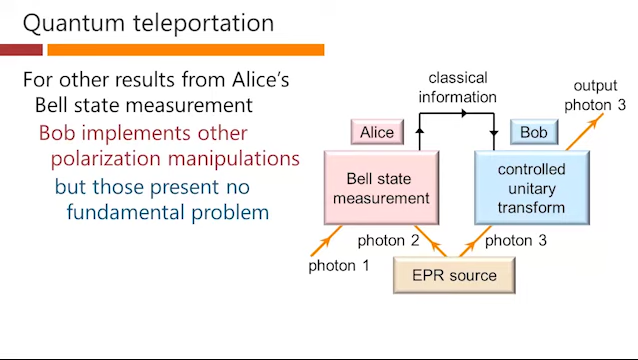 Quantum teleportation
For other results from Alice's
Bell state measurement
Bob implements other
polarization manipulations
but those present no
fundamental problem
classical
information
output
photon 3
Alice
Bob
Bell state
measurement
controlled
unitary
transform
photon 2
photon 3
photon 1
EPR source